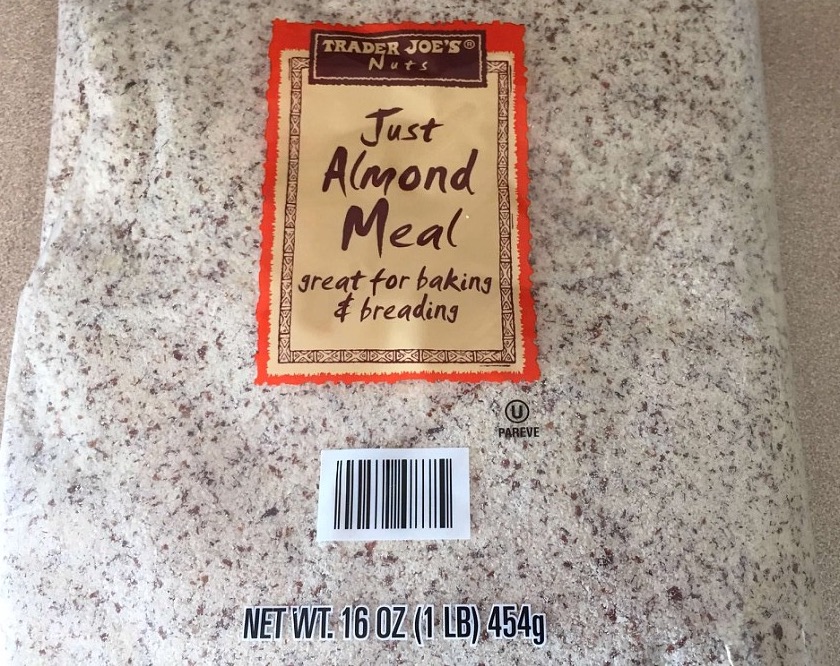 TRADER JOE'S®
Nuts
Just
Almond
Meal
great for baking
& breading
U
PAREVE
NET WT. 16 OZ (1 LB) 454g